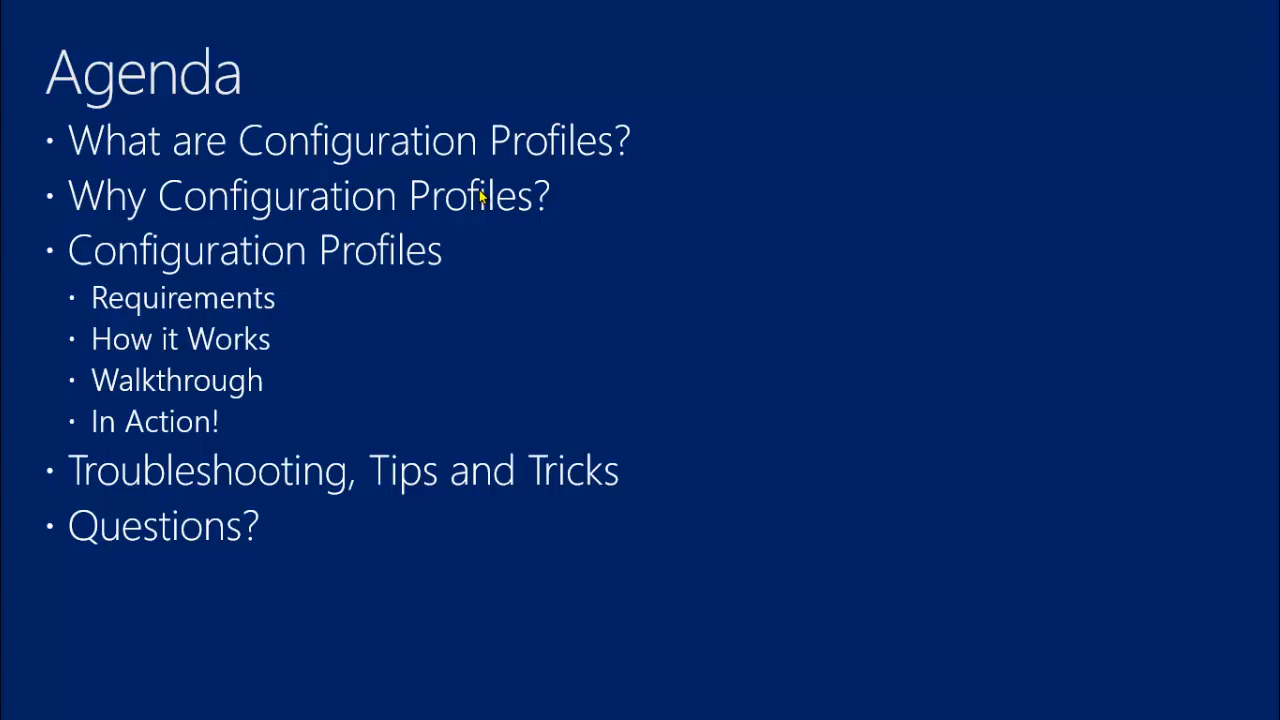 Agenda
• What are Configuration Profiles?
• Why Configuration Profiles?
• Configuration Profiles
• Requirements
• How it Works
• Walkthrough
• In Action!
• Troubleshooting, Tips and Tricks
• Questions?